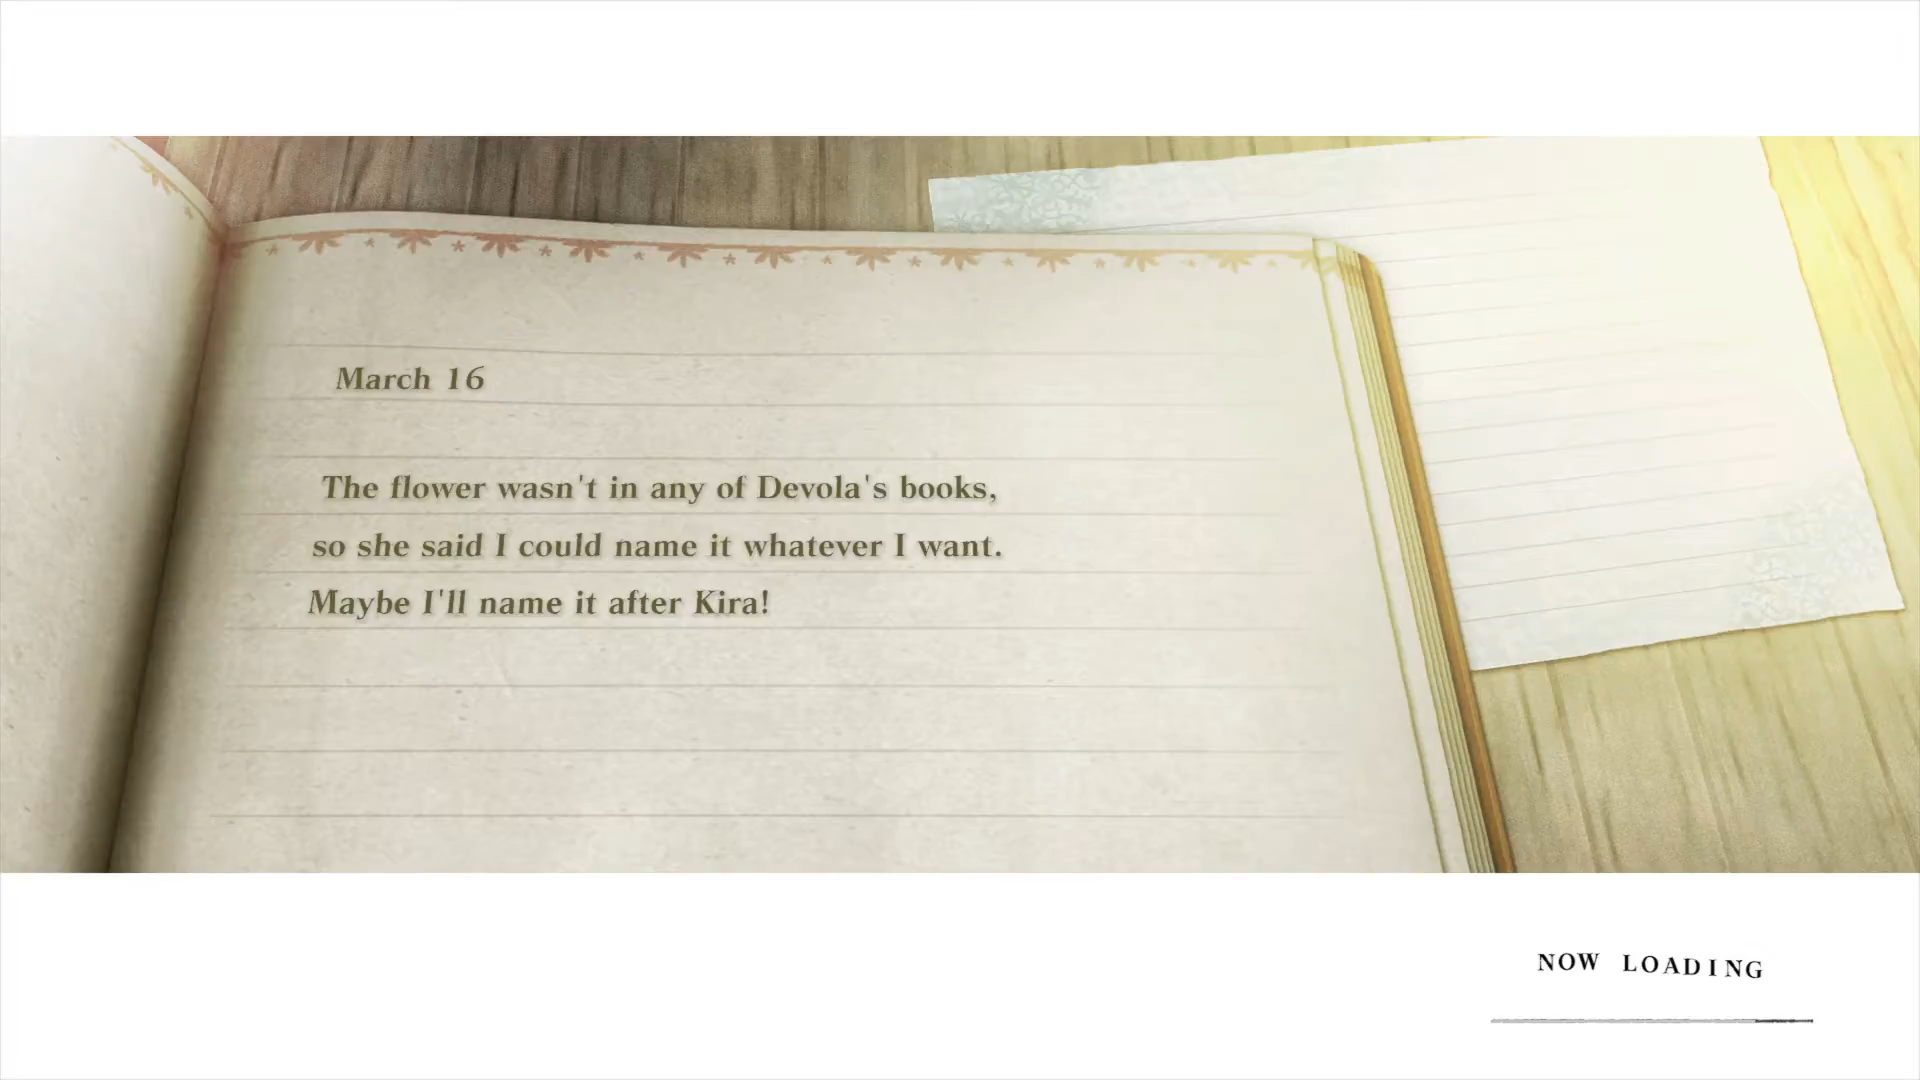 March 16
The flower wasn't in any of Devola's books,
so she said I could name it whatever I want.
Maybe I'll name it after Kira!
NOW LOADING